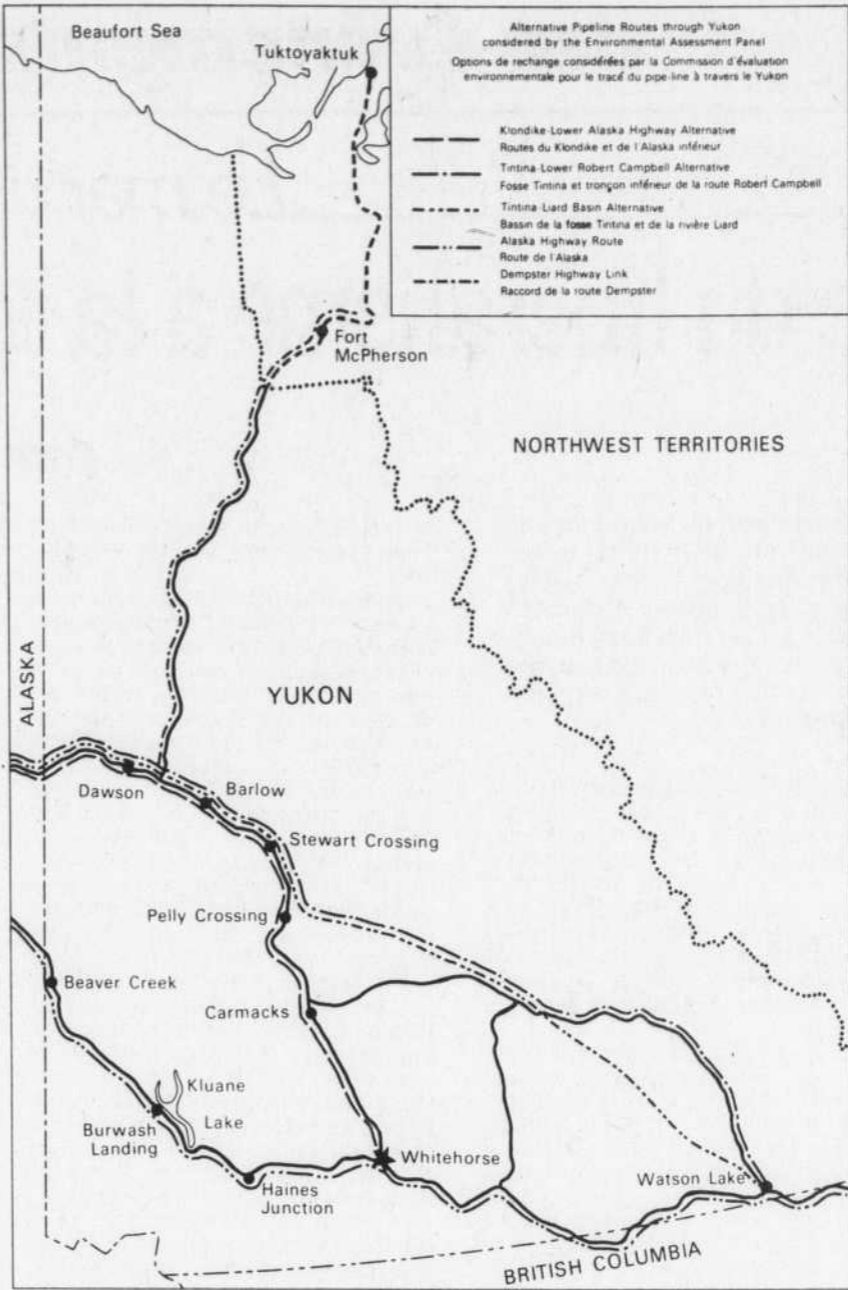 Beaufort Sea
Tuktoyaktuk
Alternative Pipeline Routes through Yukon
considered by the Environmental Assessment Panel
Options de rechange considérées par la Commission d'évaluation
environnementale pour le tracé du pipe-line à travers le Yukon
Klondike-Lower Alaska Highway Alternative
Routes du Klondike et de l'Alaska inférieur
Tintina-Lower Robert Campbell Alternative
Fosse Tintina et tronçon inférieur de la route Robert Campbell
Tintina-Liard Basin Alternative
Bassin de la fosse Tintina et de la rivière Liard
Alaska Highway Route
Route de l'Alaska
Dempster Highway Link
Raccord de la route Dempster
Fort
McPherson
NORTHWEST TERRITORIES
ALASKA
YUKON
Dawson
Barlow
Stewart Crossing
Pelly Crossing
Beaver Creek
Carmacks
Kluane
Lake
Burwash
Landing
Whitehorse
Haines
Junction
Watson Lake
BRITISH COLUMBIA